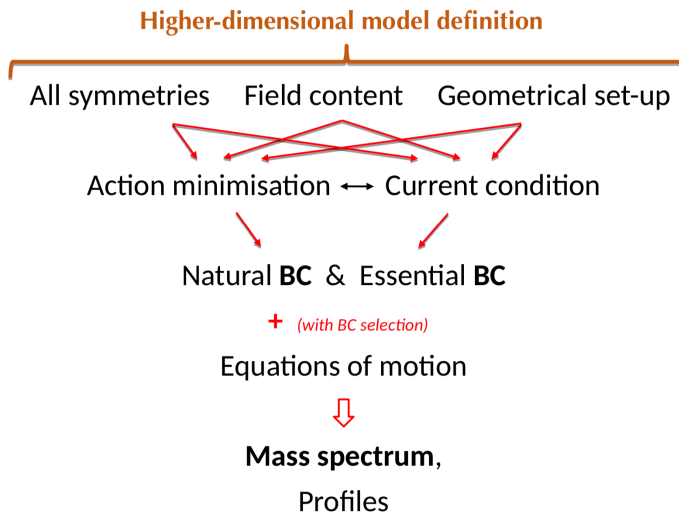 Higher-dimensional model definition
All symmetries Field content Geometrical set-up
Action minimisation ↔ Current condition
Natural BC & Essential BC
+ (with BC selection)
Equations of motion
Mass spectrum,
Profiles